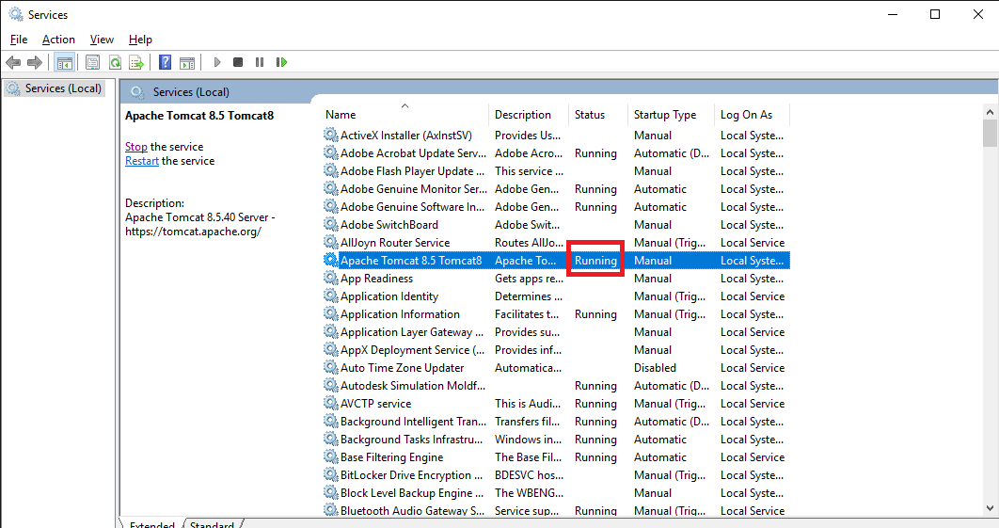 Services
File Action View Help
Services (Local)
Services (Local)
Apache Tomcat 8.5 Tomcat8
Stop the service
Restart the service
Description:
Apache Tomcat 8.5.40 Server -
https://tomcat.apache.org/
Name Description Status Startup Type Log On As
ActiveX Installer (AxInstSV) Provides Us... Manual Local Syste...
Adobe Acrobat Update Serv... Adobe Acro... Running Automatic (D... Local Syste...
Adobe Flash Player Update ... This service ... Manual Local Syste...
Adobe Genuine Monitor Ser... Adobe Gen... Running Automatic Local Syste...
Adobe Genuine Software In... Adobe Gen... Running Automatic Local Syste...
Adobe SwitchBoard Adobe Swit... Manual Local Syste...
AllJoyn Router Service Routes AllJo... Manual (Trig... Local Service
Apache Tomcat 8.5 Tomcat8 Apache To... Running Manual Local Syste...
App Readiness Gets apps re... Manual Local Syste...
Application Identity Determines ... Manual (Trig... Local Service
Application Information Facilitates t... Running Manual (Trig... Local Syste...
Application Layer Gateway ... Provides su... Manual Local Service
AppX Deployment Service (... Provides inf... Manual Local Syste...
Auto Time Zone Updater Automatica... Disabled Local Service
Autodesk Simulation Moldf... Running Automatic (D... Local Syste...
AVCTP service This is Audi... Running Manual (Trig... Local Service
Background Intelligent Tran... Transfers fil... Running Automatic (D... Local Syste...
Background Tasks Infrastru... Windows in... Running Automatic Local Syste...
Base Filtering Engine The Base Fil... Running Automatic Local Service
BitLocker Drive Encryption ... BDESVC hos... Manual (Trig... Local Syste...
Block Level Backup Engine ... The WBENG... Manual Local Syste...
Bluetooth Audio Gateway S... Service sup... Running Manual (Trig... Local Service
Extended Standard